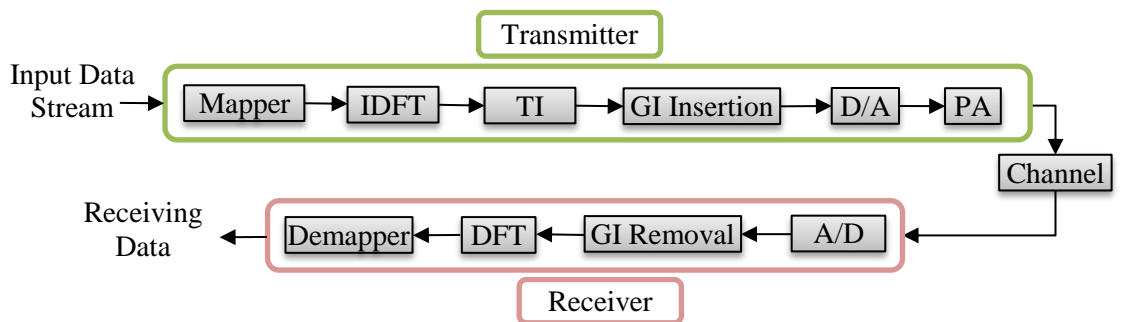 Transmitter
Input Data
Stream
Mapper
IDFT
TI
GI Insertion
D/A
PA
Channel
Receiving
Data
Demapper
DFT
GI Removal
A/D
Receiver